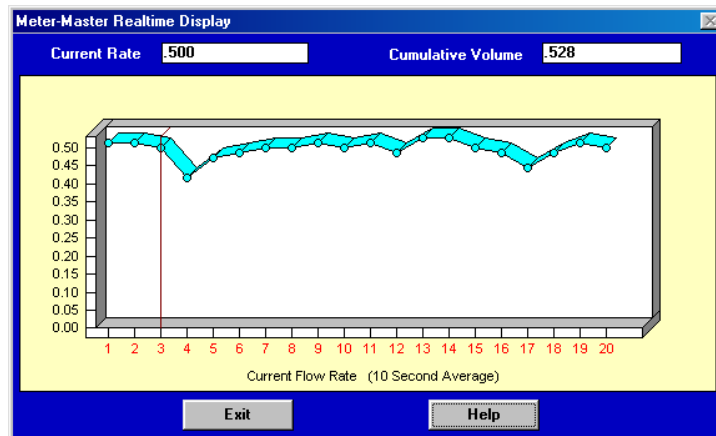 Meter-Master Realtime Display
Current Rate .500 Cumulative Volume .528
0.50
0.45
0.40
0.35
0.30
0.25
0.20
0.15
0.10
0.05
0.00
1 2 3 4 5 6 7 8 9 10 11 12 13 14 15 16 17 18 19 20
Current Flow Rate (10 Second Average)
Exit Help